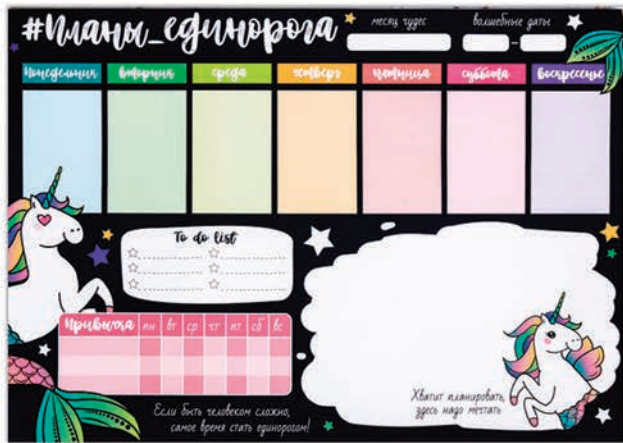 #Планы_единорога
месяц чудес
волшебные даты
-
понедельник вторник среда четверг пятница суббота воскресенье
To do list
Привычка пн вт ср чт пт сб вс
Если быть человеком сложно,
самое время стать единорогом!
Хватит планировать,
здесь надо мечтать